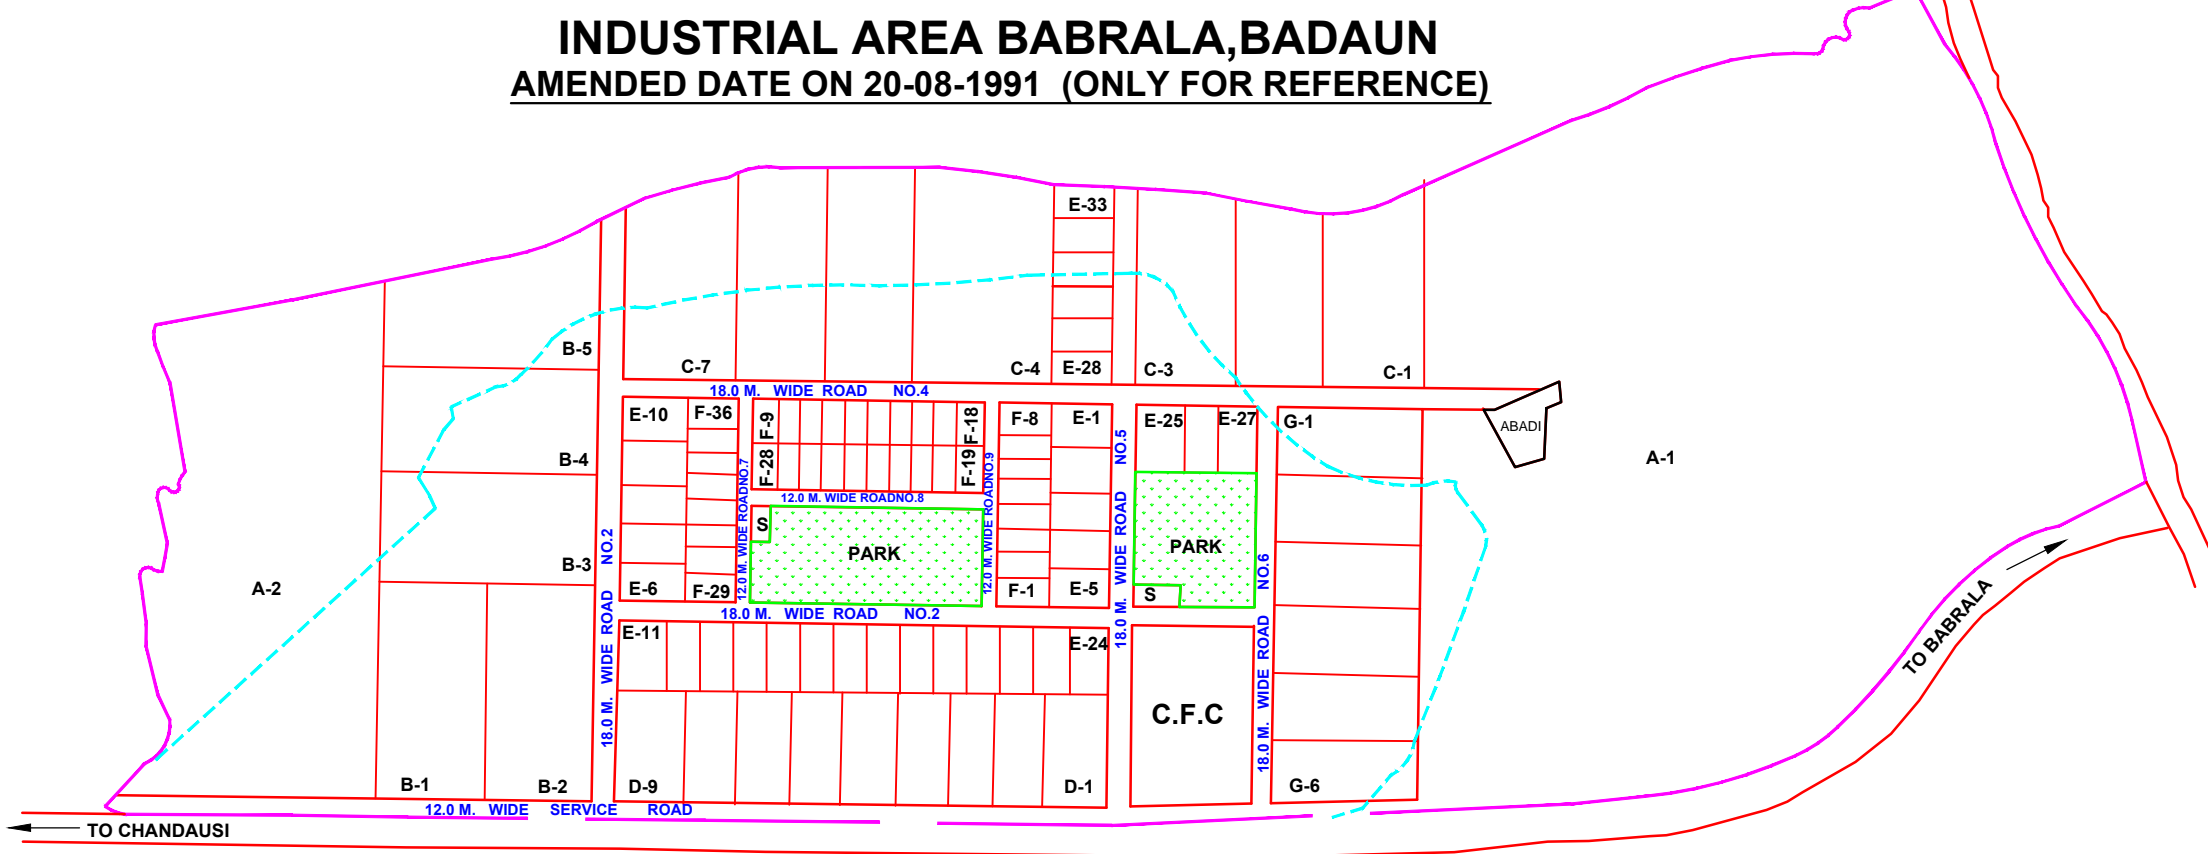 INDUSTRIAL AREA BABRALA,BADAUN
AMENDED DATE ON 20-08-1991 (ONLY FOR REFERENCE)
E-33
B-5
C-7
C-4
E-28
C-3
C-1
18.0 M. WIDE ROAD NO.4
E-10
F-36
F-9
F-18
F-8
E-1
E-25
E-27
G-1
ABADI
A-1
B-4
F-28
F-19
18.0 M. WIDE ROAD NO.5
12.0 M. WIDE ROADNO.7
12.0 M. WIDE ROADNO.8
12.0 M. WIDE ROADNO.9
S
PARK
PARK
B-3
A-2
E-6
F-29
F-1
E-5
S
18.0 M. WIDE ROAD NO.2
18.0 M. WIDE ROAD NO.2
18.0 M. WIDE ROAD NO.6
E-11
E-24
C.F.C
TO BABRALA
B-1
B-2
D-9
D-1
G-6
12.0 M. WIDE SERVICE ROAD
TO CHANDAUSI